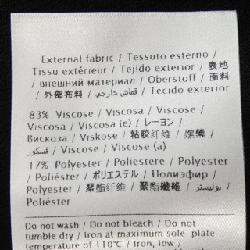 External fabric / Tessuto esterno /
Tissu extérieur / Tejido exterior / 表地
/ внешний материал / Oberstoff / 面料
/ 外層布料 / قماش خارجي / Tecido exterior
83% Viscose / Viscosa / Viscose /
Viscosa / Viscosa (e) / レーヨン /
Вискоза / Viskose / 粘胶纤维 / 嫘縈
/ فسكوز / Viscose / Viscose (a)
17% Polyester / Poliestere / Polyester /
Poliéster / ポリエステル / Полиэфир /
Polyester / 聚酯纤维 / 聚酯纖維 / بوليستر /
Poliéster
Do not wash / Do not bleach / Do not
tumble dry / Iron at maximum sole-plate
temperature of 110°C / Iron, low